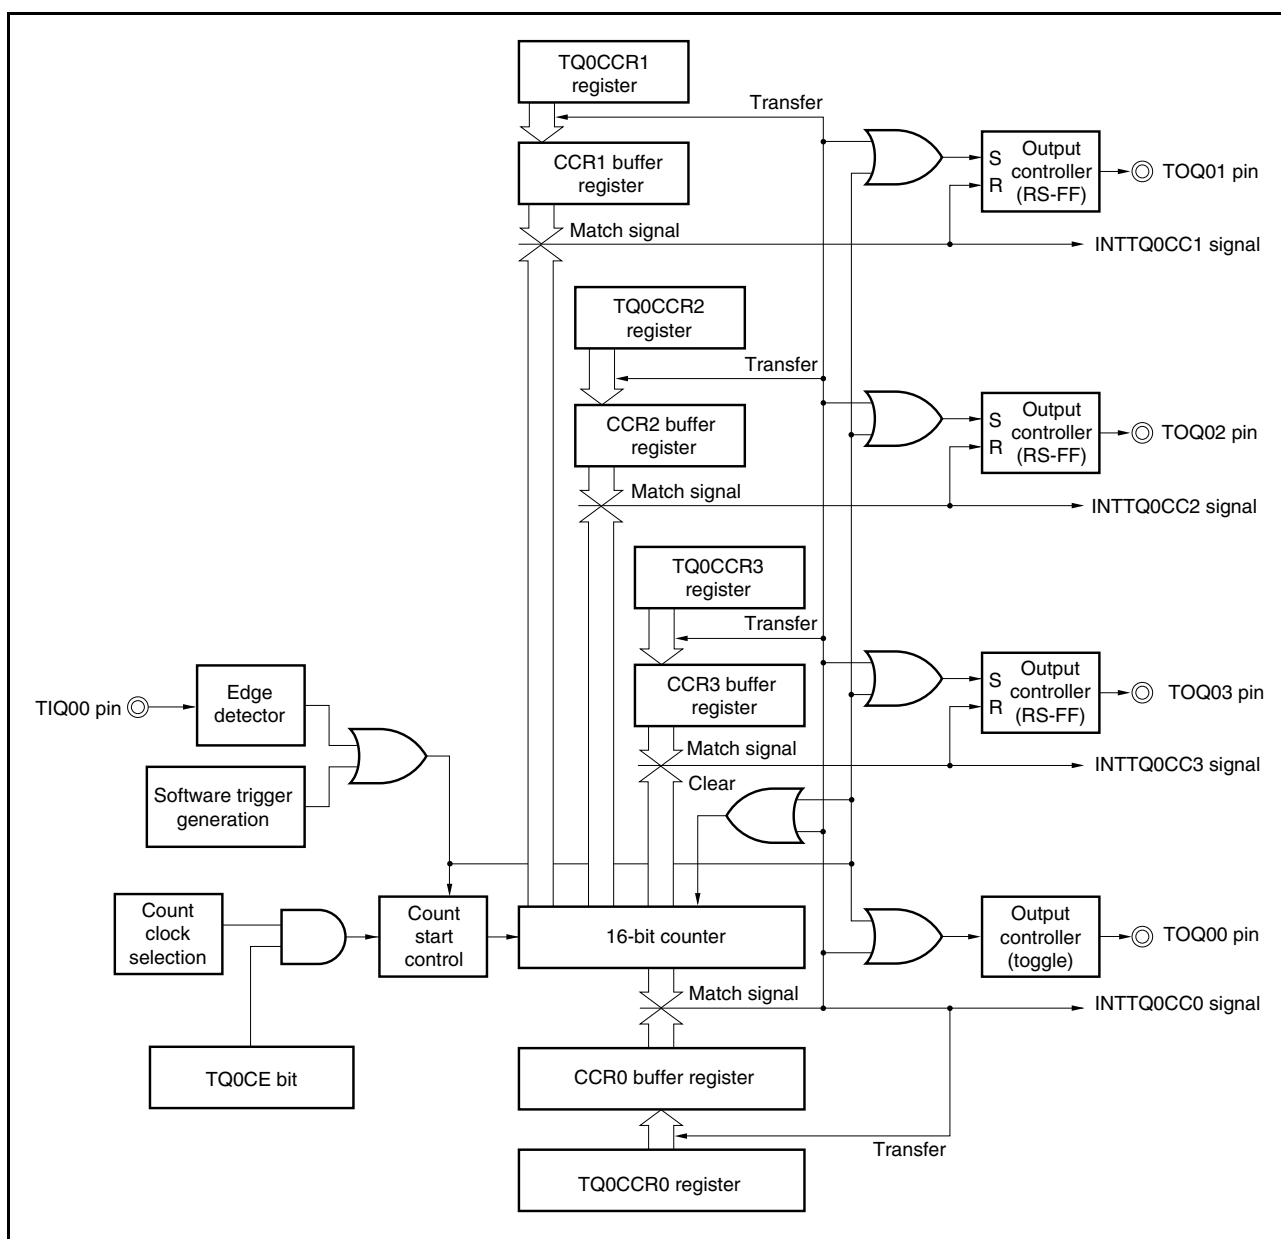 TQ0CCR1
register
Transfer
CCR1 buffer
register
S
R
Output
controller
(RS-FF)
TOQ01 pin
Match signal
INTTQ0CC1 signal
TQ0CCR2
register
Transfer
CCR2 buffer
register
S
R
Output
controller
(RS-FF)
TOQ02 pin
Match signal
INTTQ0CC2 signal
TQ0CCR3
register
Transfer
CCR3 buffer
register
S
R
Output
controller
(RS-FF)
TOQ03 pin
TIQ00 pin
Edge
detector
Match signal
INTTQ0CC3 signal
Software trigger
generation
Clear
Count
clock
selection
Count
start
control
16-bit counter
Output
controller
(toggle)
TOQ00 pin
Match signal
INTTQ0CC0 signal
TQ0CE bit
CCR0 buffer register
Transfer
TQ0CCR0 register